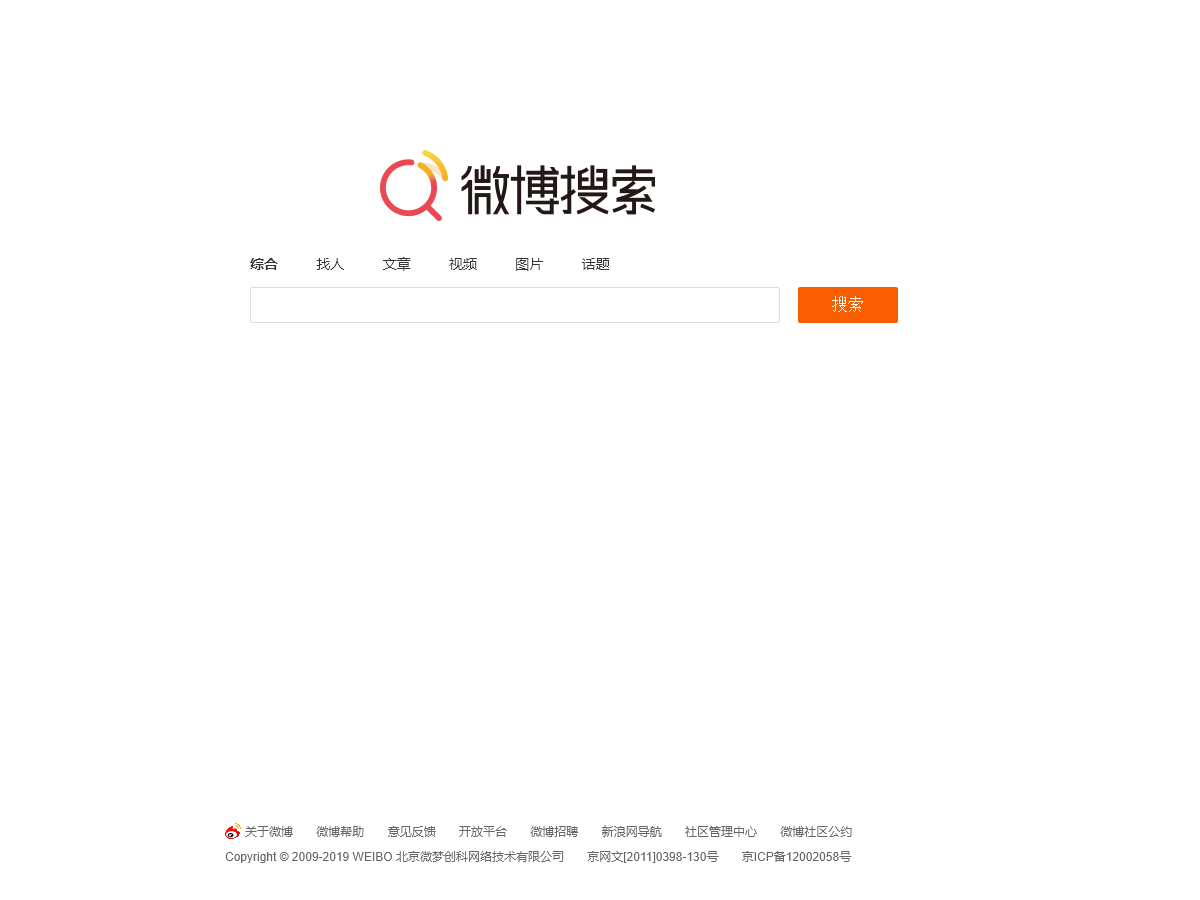 微博搜索
综合 找人 文章 视频 图片 话题
搜索
关于微博 微博帮助 意见反馈 开放平台 微博招聘 新浪网导航 社区管理中心 微博社区公约
Copyright © 2009-2019 WEIBO 北京微梦创科网络技术有限公司 京网文[2011]0398-130号 京ICP备12002058号